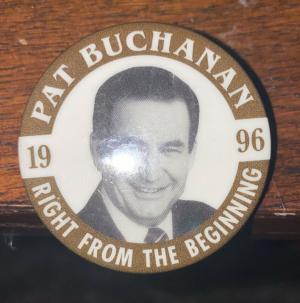 PAT BUCHANAN
19 96
RIGHT FROM THE BEGINNING